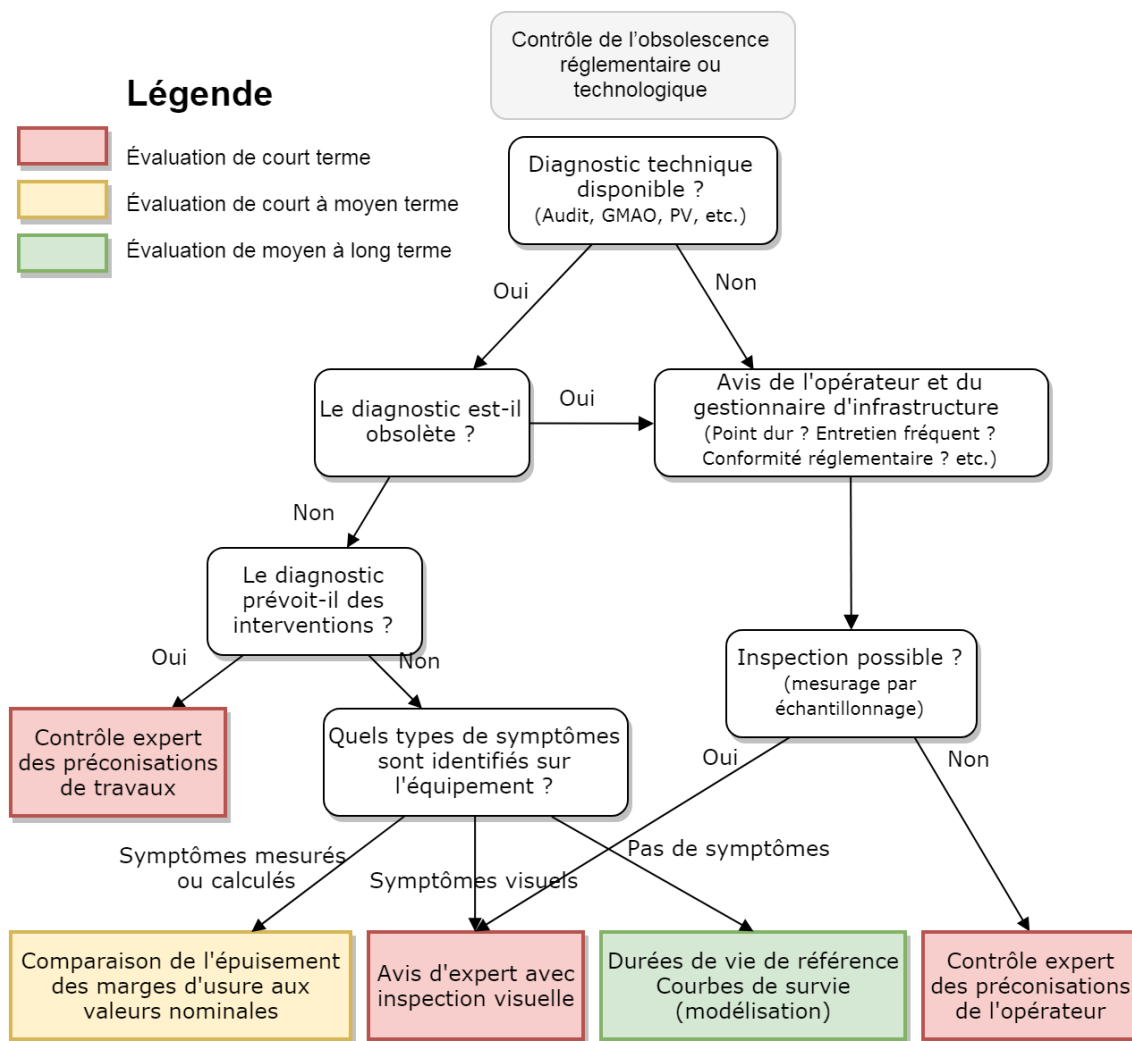 Contrôle de l’obsolescence
réglementaire ou
technologique
Légende
Évaluation de court terme
Évaluation de court à moyen terme
Évaluation de moyen à long terme
Diagnostic technique
disponible ?
(Audit, GMAO, PV, etc.)
Oui
Non
Le diagnostic est-il
obsolète ?
Oui
Avis de l'opérateur et du
gestionnaire d'infrastructure
(Point dur ? Entretien fréquent ?
Conformité réglementaire ? etc.)
Non
Le diagnostic
prévoit-il des
interventions ?
Oui
Non
Inspection possible ?
(mesurage par
échantillonnage)
Contrôle expert
des préconisations
de travaux
Quels types de symptômes
sont identifiés sur
l'équipement ?
Oui
Non
Symptômes mesurés
ou calculés
Symptômes visuels
Pas de symptômes
Comparaison de l'épuisement
des marges d'usure aux
valeurs nominales
Avis d'expert avec
inspection visuelle
Durées de vie de référence
Courbes de survie
(modélisation)
Contrôle expert
des préconisations
de l'opérateur